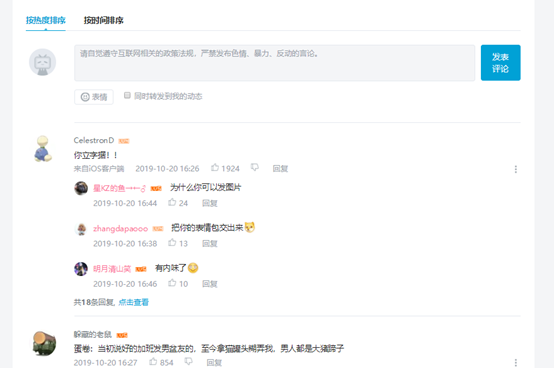 按热度排序 按时间排序
请自觉遵守互联网相关的政策法规，严禁发布色情、暴力、反动的言论。
发表
评论
表情 同时转发到我的动态
CelestronD
你立字据！！
来自iOS客户端 2019-10-20 16:26 1924 回复
星KZ的鱼 为什么你可以发图片
2019-10-20 16:44 24 回复
zhangdapaooo 把你的表情包交出来
2019-10-20 16:38 13 回复
明月清山笑 有内味了
2019-10-20 16:46 10 回复
共18条回复, 点击查看
躲藏的老鼠
蛋卷：当初说好的加班发男盆友的，至今拿猫罐头糊弄我，男人都是大猪蹄子
2019-10-20 16:27 854 回复